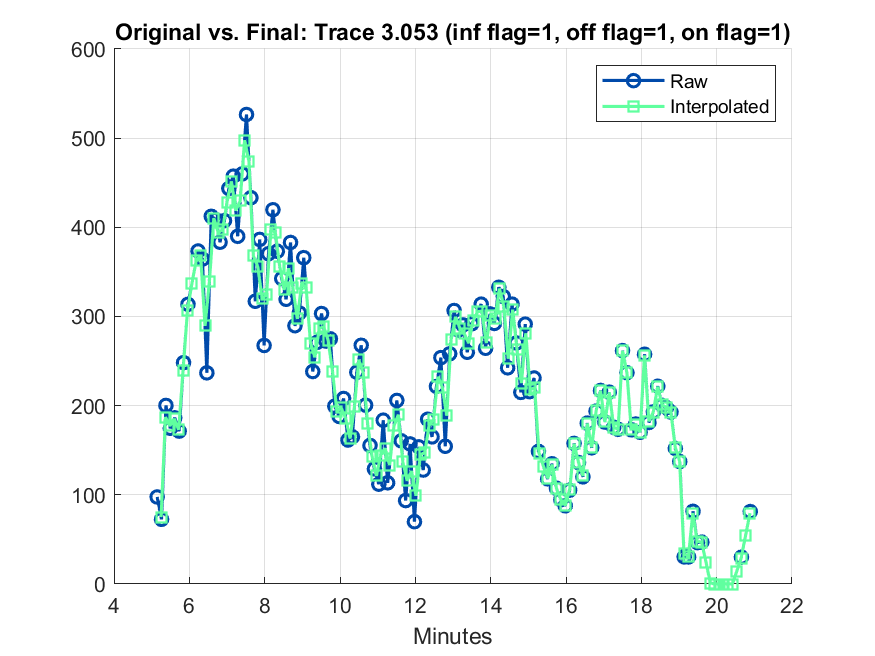 Original vs. Final: Trace 3.053 (inf flag=1, off flag=1, on flag=1)
600
500
400
300
200
100
0
Raw
Interpolated
4 6 8 10 12 14 16 18 20 22
Minutes